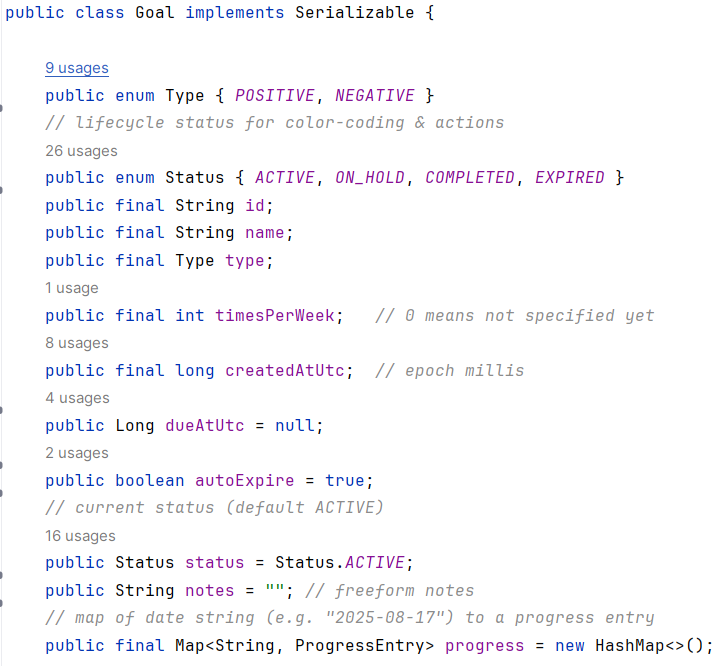 public class Goal implements Serializable {
9 usages
public enum Type { POSITIVE, NEGATIVE }
// lifecycle status for color-coding & actions
26 usages
public enum Status { ACTIVE, ON_HOLD, COMPLETED, EXPIRED }
public final String id;
public final String name;
public final Type type;
1 usage
public final int timesPerWeek;   // 0 means not specified yet
8 usages
public final long createdAtUtc;  // epoch millis
4 usages
public Long dueAtUtc = null;
2 usages
public boolean autoExpire = true;
// current status (default ACTIVE)
16 usages
public Status status = Status.ACTIVE;
public String notes = ""; // freeform notes
// map of date string (e.g. "2025-08-17") to a progress entry
public final Map<String, ProgressEntry> progress = new HashMap<>();